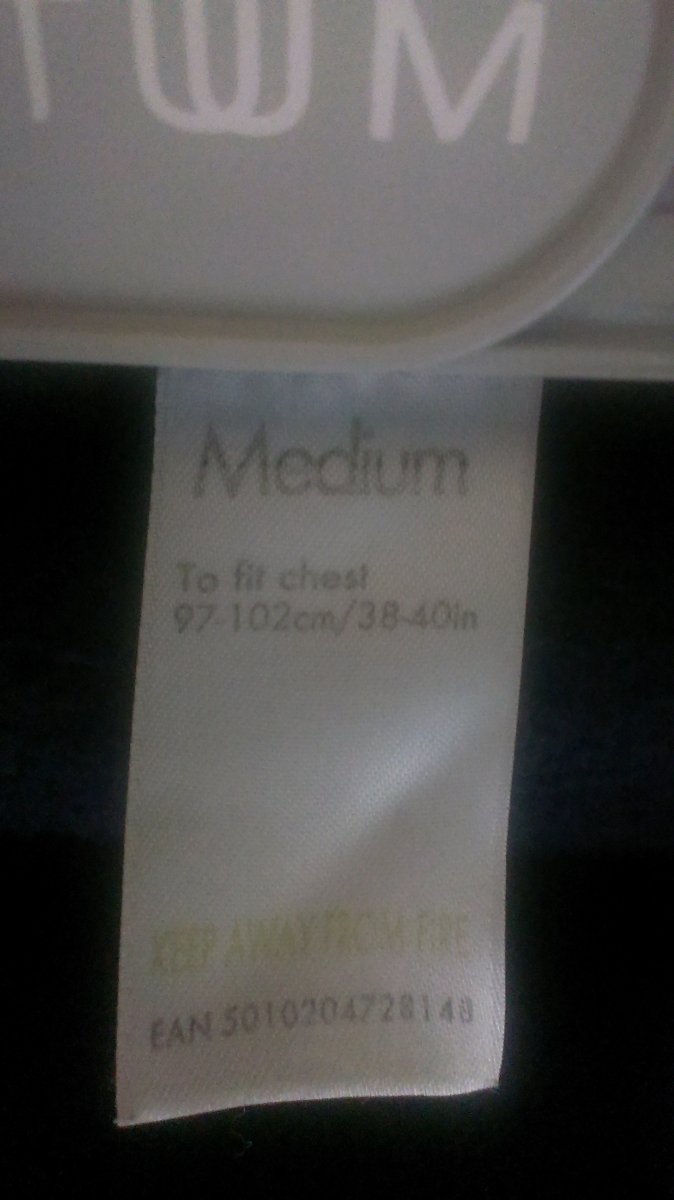 Medium
To fit chest
97-102cm/38-40in
KEEP AWAY FROM FIRE
EAN 5010204728148